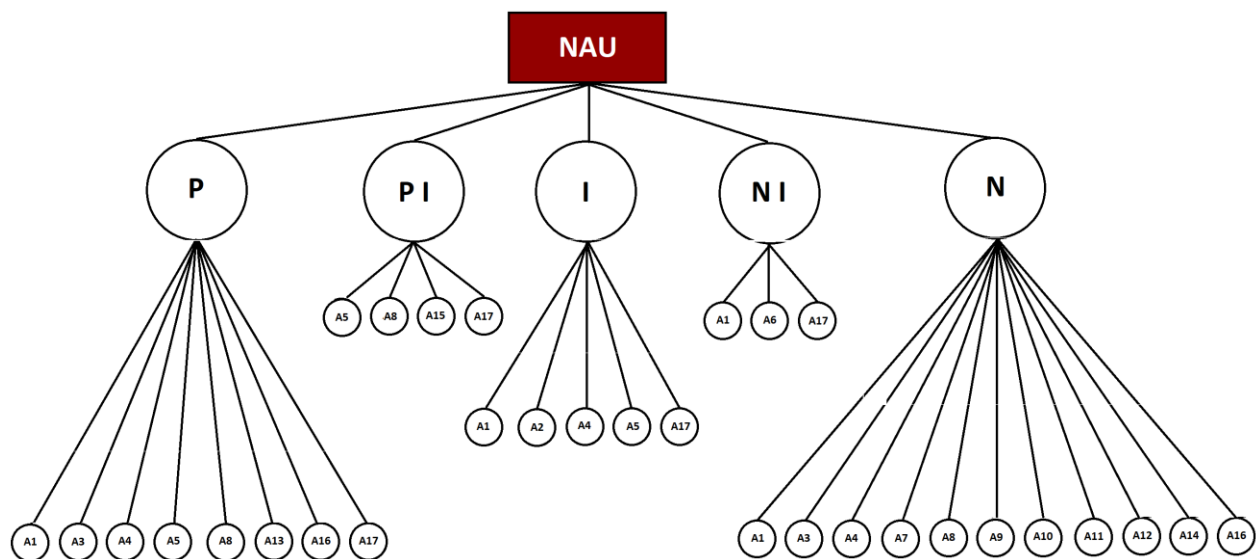 NAU
P
P I
I
N I
N
A5 A8 A15 A17
A1 A6 A17
A1 A2 A4 A5 A17
A1 A3 A4 A5 A8 A13 A16 A17
A1 A3 A4 A7 A8 A9 A10 A11 A12 A14 A16